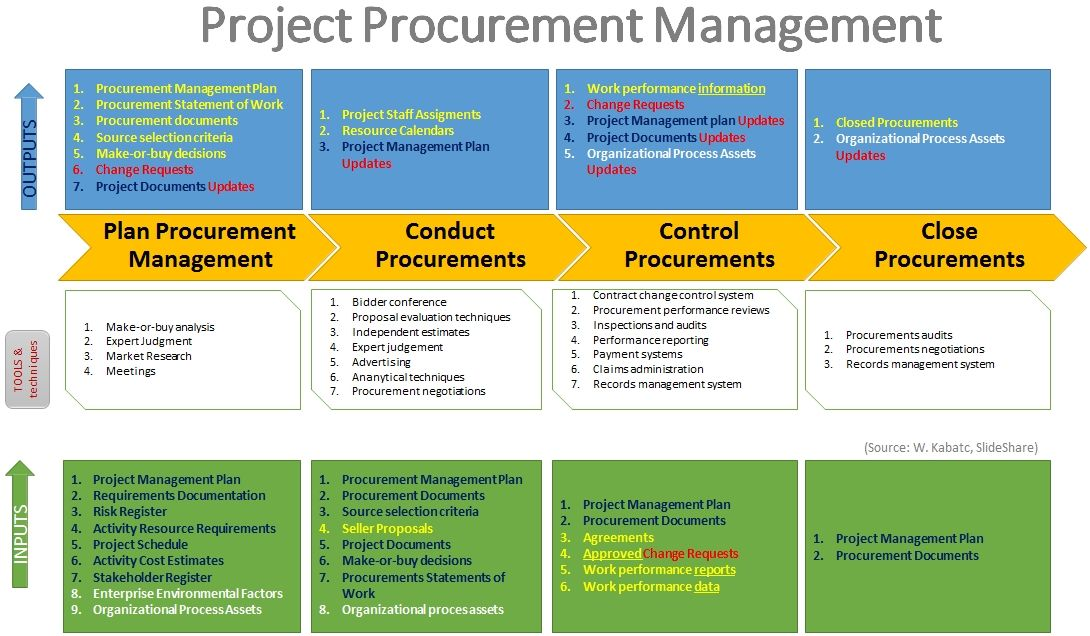 Project Procurement Management
OUTPUTS
1. Procurement Management Plan
2. Procurement Statement of Work
3. Procurement documents
4. Source selection criteria
5. Make-or-buy decisions
6. Change Requests
7. Project Documents Updates
1. Project Staff Assigments
2. Resource Calendars
3. Project Management Plan
Updates
1. Work performance information
2. Change Requests
3. Project Management plan Updates
4. Project Documents Updates
5. Organizational Process Assets
Updates
1. Closed Procurements
2. Organizational Process Assets
Updates
Plan Procurement
Management
Conduct
Procurements
Control
Procurements
Close
Procurements
TOOLS &
techniques
1. Make-or-buy analysis
2. Expert Judgment
3. Market Research
4. Meetings
1. Bidder conference
2. Proposal evaluation techniques
3. Independent estimates
4. Expert judgement
5. Advertising
6. Ananytical techniques
7. Procurement negotiations
1. Contract change control system
2. Procurement performance reviews
3. Inspections and audits
4. Performance reporting
5. Payment systems
6. Claims administration
7. Records management system
1. Procurements audits
2. Procurements negotiations
3. Records management system
(Source: W. Kabatc, SlideShare)
INPUTS
1. Project Management Plan
2. Requirements Documentation
3. Risk Register
4. Activity Resource Requirements
5. Project Schedule
6. Activity Cost Estimates
7. Stakeholder Register
8. Enterprise Environmental Factors
9. Organizational Process Assets
1. Procurement Management Plan
2. Procurement Documents
3. Source selection criteria
4. Seller Proposals
5. Project Documents
6. Make-or-buy decisions
7. Procurements Statements of
Work
8. Organizational proces assets
1. Project Management Plan
2. Procurement Documents
3. Agreements
4. Approved Change Requests
5. Work performance reports
6. Work performance data
1. Project Management Plan
2. Procurement Documents